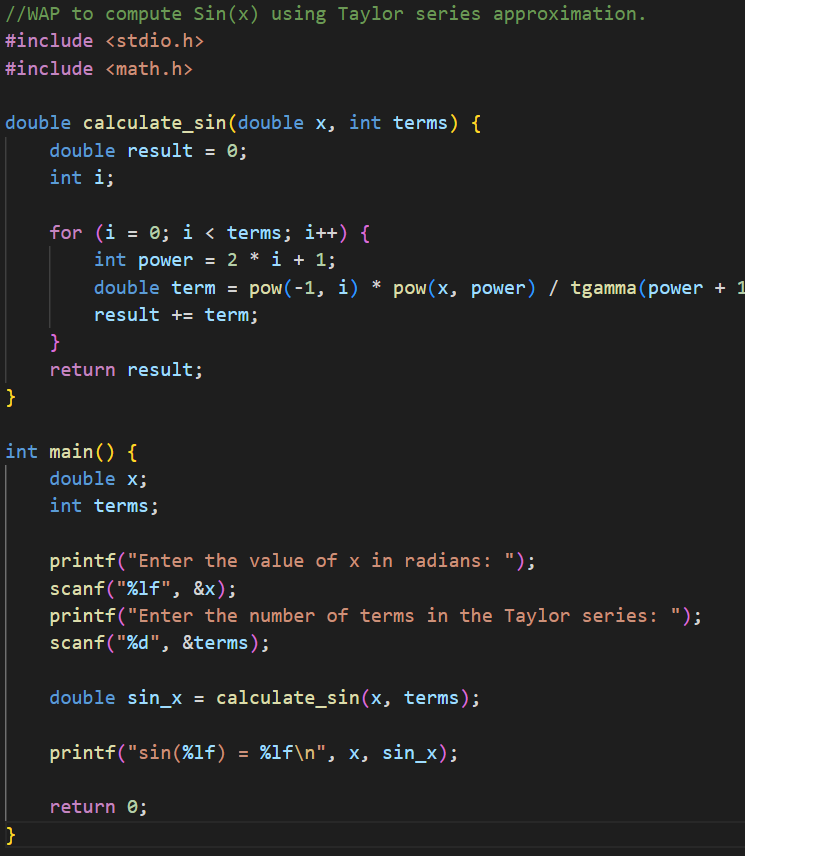 //WAP to compute Sin(x) using Taylor series approximation.
#include <stdio.h>
#include <math.h>

double calculate_sin(double x, int terms) {
    double result = 0;
    int i;

    for (i = 0; i < terms; i++) {
        int power = 2 * i + 1;
        double term = pow(-1, i) * pow(x, power) / tgamma(power + 1
        result += term;
    }
    return result;
}

int main() {
    double x;
    int terms;

    printf("Enter the value of x in radians: ");
    scanf("%lf", &x);
    printf("Enter the number of terms in the Taylor series: ");
    scanf("%d", &terms);

    double sin_x = calculate_sin(x, terms);

    printf("sin(%lf) = %lf\n", x, sin_x);

    return 0;
}